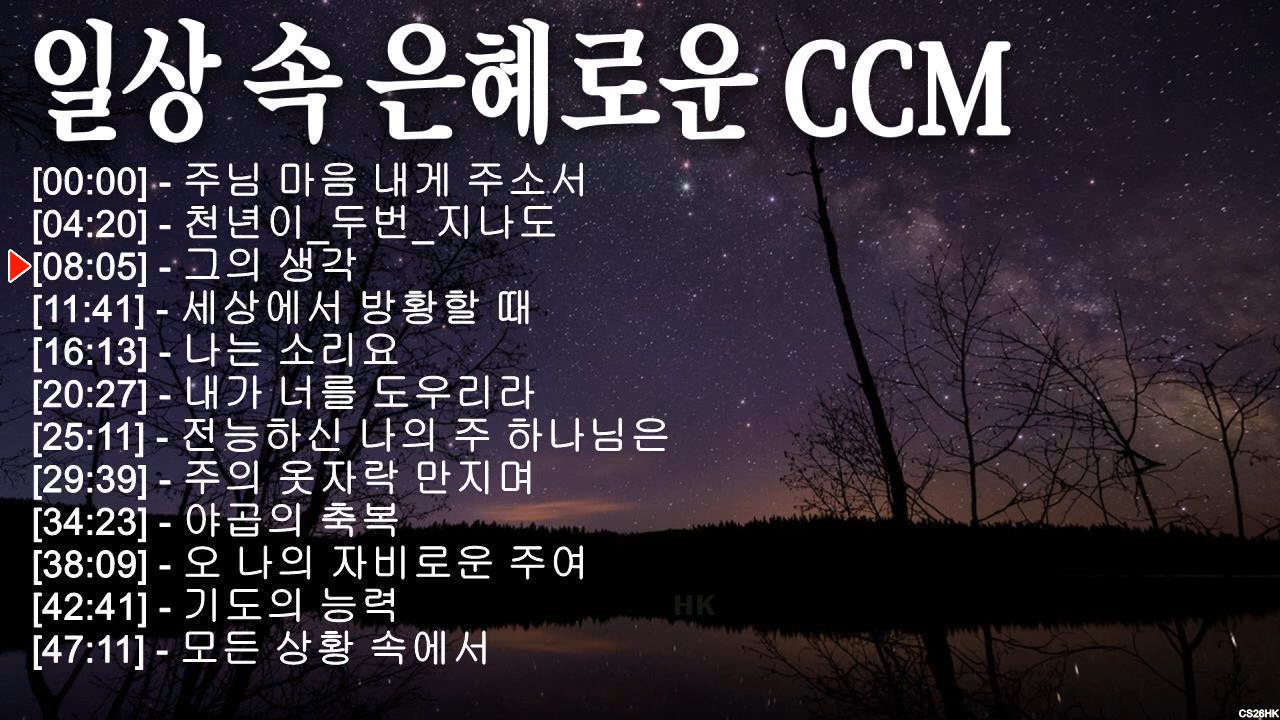 일상 속 은혜로운 CCM
[00:00] - 주님 마음 내게 주소서
[04:20] - 천년이_두번_지나도
[08:05] - 그의 생각
[11:41] - 세상에서 방황할 때
[16:13] - 나는 소리요
[20:27] - 내가 너를 도우리라
[25:11] - 전능하신 나의 주 하나님은
[29:39] - 주의 옷자락 만지며
[34:23] - 야곱의 축복
[38:09] - 오 나의 자비로운 주여
[42:41] - 기도의 능력
[47:11] - 모든 상황 속에서
HK
CS26HK